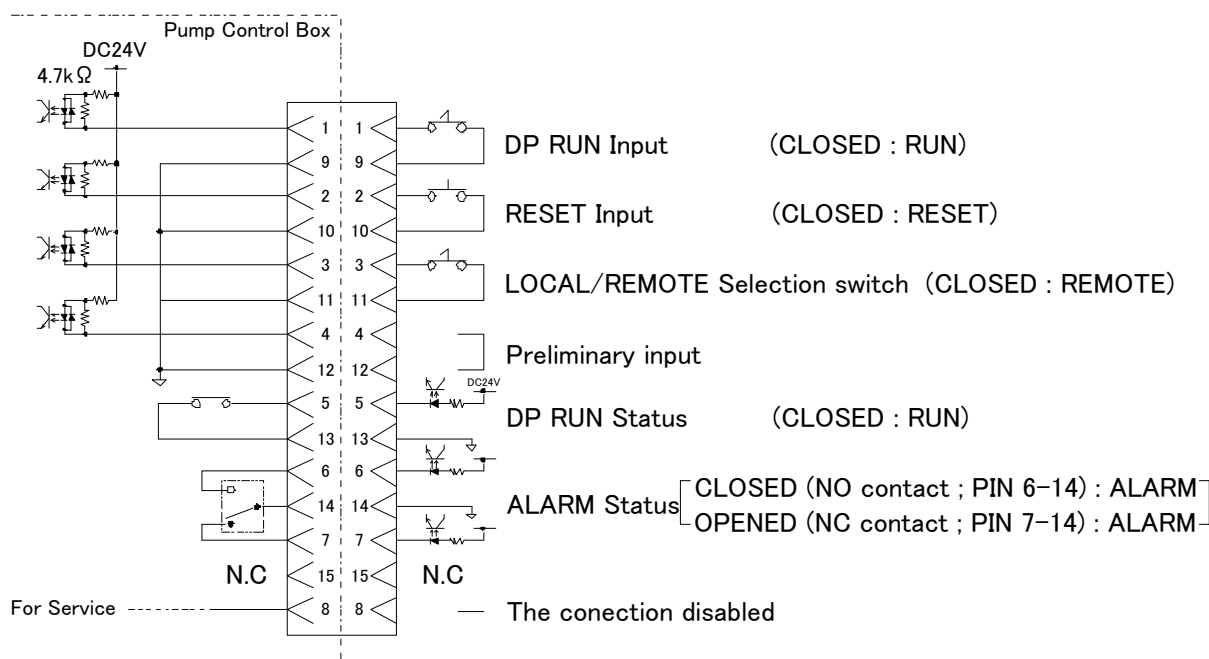 Pump Control Box
DC24V
4.7kΩ
1 1
DP RUN Input (CLOSED : RUN)
9 9
2 2
RESET Input (CLOSED : RESET)
10 10
3 3
LOCAL/REMOTE Selection switch (CLOSED : REMOTE)
11 11
4 4
Preliminary input
12 12
DC24V
5 5
DP RUN Status (CLOSED : RUN)
13 13
6 6
CLOSED (NO contact ; PIN 6-14) : ALARM
14 14
ALARM Status
OPENED (NC contact ; PIN 7-14) : ALARM
7 7
N.C 15 15 N.C
For Service 8 8 The conection disabled